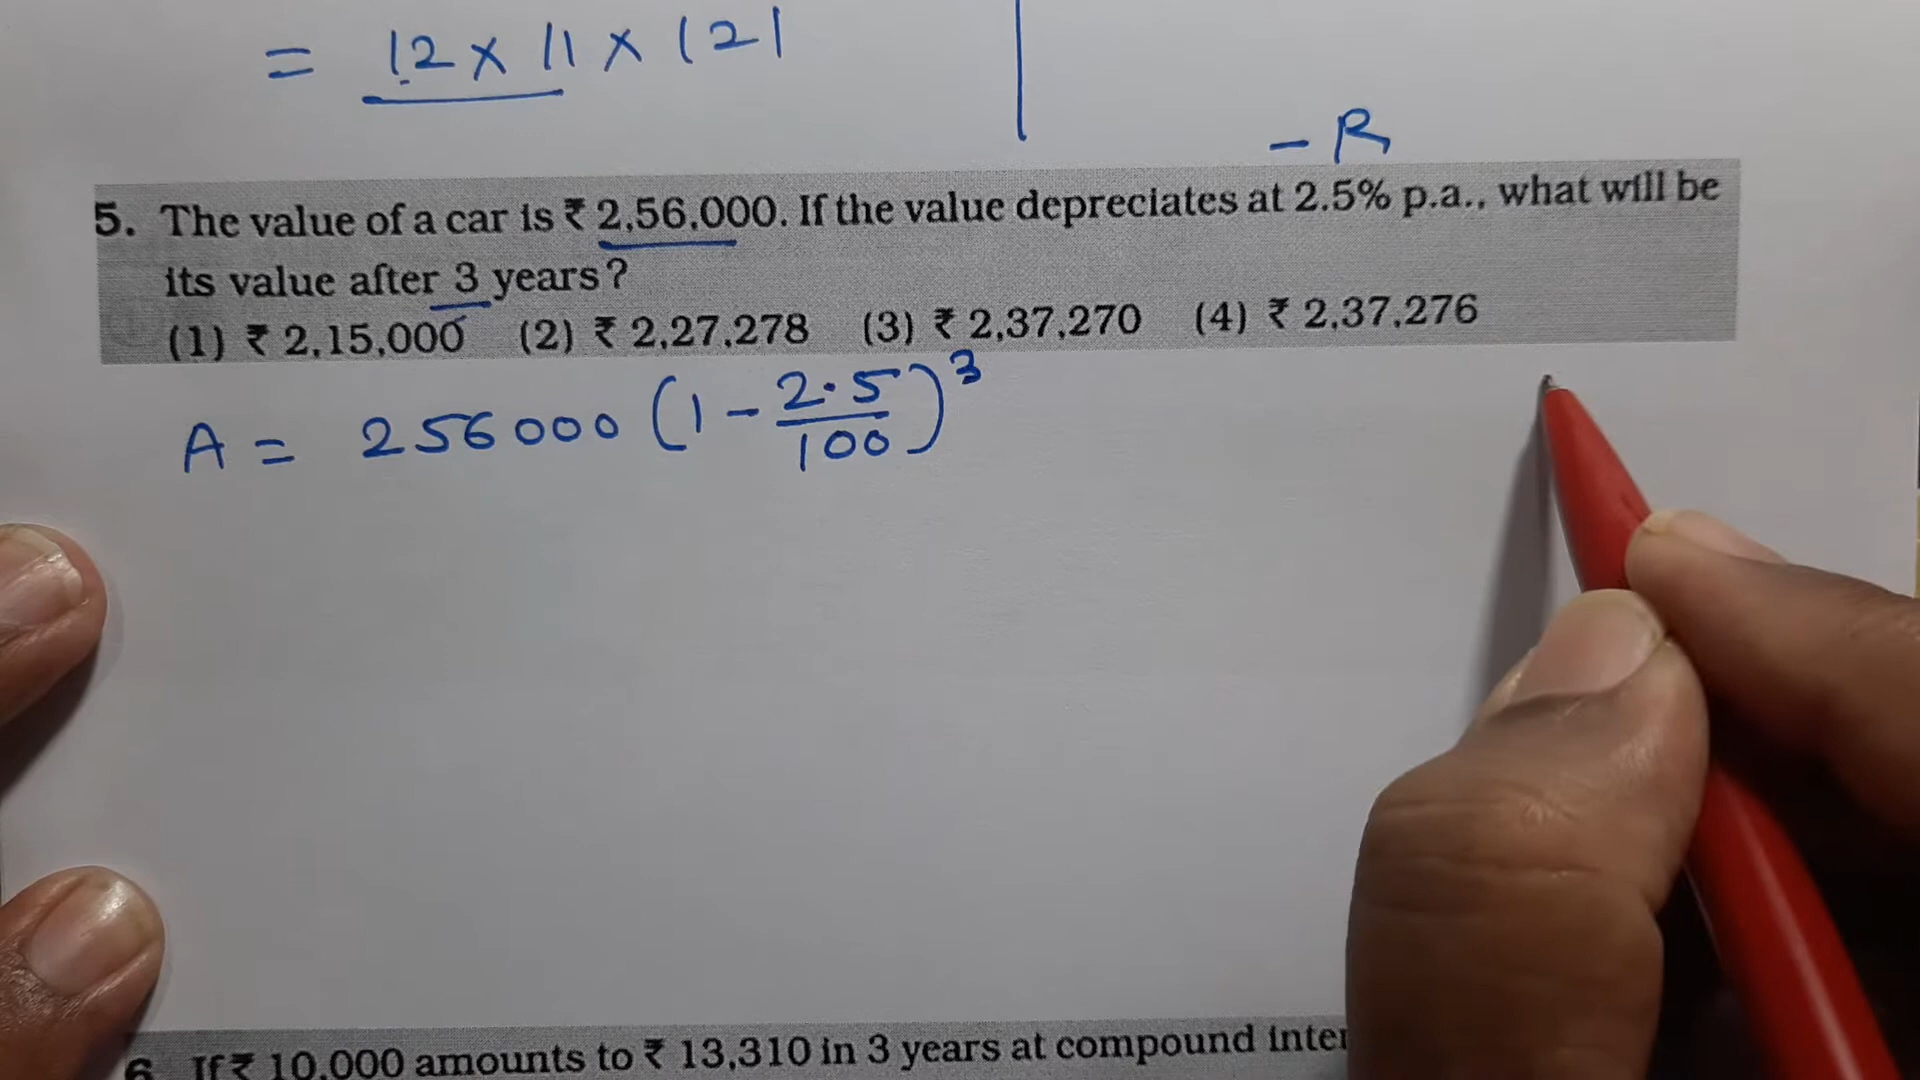 = 12 × 11 × 121
- R
5. The value of a car is ₹ 2,56,000. If the value depreciates at 2.5% p.a., what will be
its value after 3 years?
(1) ₹ 2,15,000 (2) ₹ 2,27,278 (3) ₹ 2,37,270 (4) ₹ 2,37,276
A = 256000 (1 - 2.5/100)^3
6. If ₹ 10,000 amounts to ₹ 13,310 in 3 years at compound